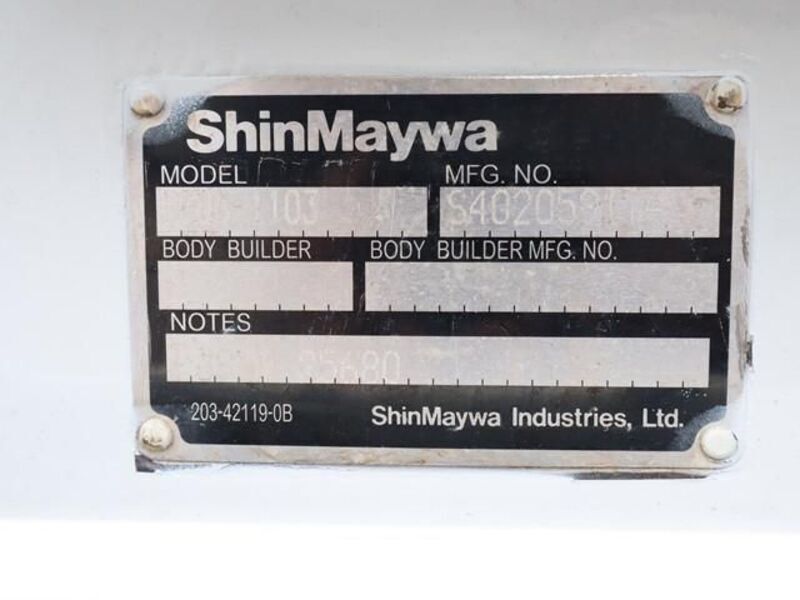 ShinMaywa
MODEL MFG. NO.
BODY BUILDER BODY BUILDER MFG. NO.
NOTES
203-42119-0B ShinMaywa Industries, Ltd.